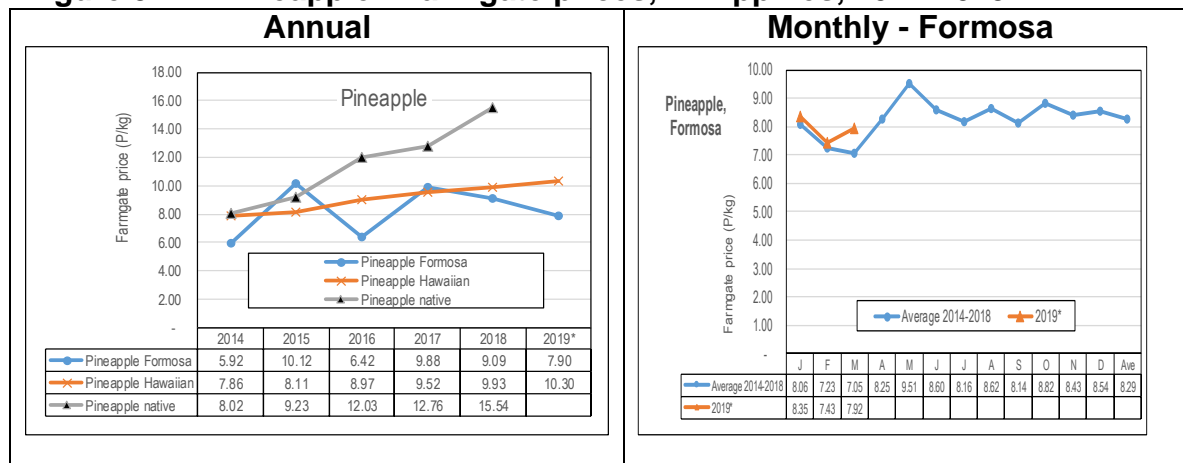 Annual
Monthly - Formosa
Pineapple
Farmgate price (P/kg)
18.00
16.00
14.00
12.00
10.00
8.00
6.00
4.00
2.00
-
Pineapple Formosa
Pineapple Hawaiian
Pineapple native
2014 2015 2016 2017 2018 2019*
Pineapple Formosa 5.92 10.12 6.42 9.88 9.09 7.90
Pineapple Hawaiian 7.86 8.11 8.97 9.52 9.93 10.30
Pineapple native 8.02 9.23 12.03 12.76 15.54
Pineapple,
Formosa
Farmgate price (P/kg)
10.00
9.00
8.00
7.00
6.00
5.00
4.00
3.00
2.00
1.00
-
Average 2014-2018 2019*
J F M A M J J A S O N D Ave
Average 2014-2018 8.06 7.23 7.05 8.25 9.51 8.60 8.16 8.62 8.14 8.82 8.43 8.54 8.29
2019* 8.35 7.43 7.92